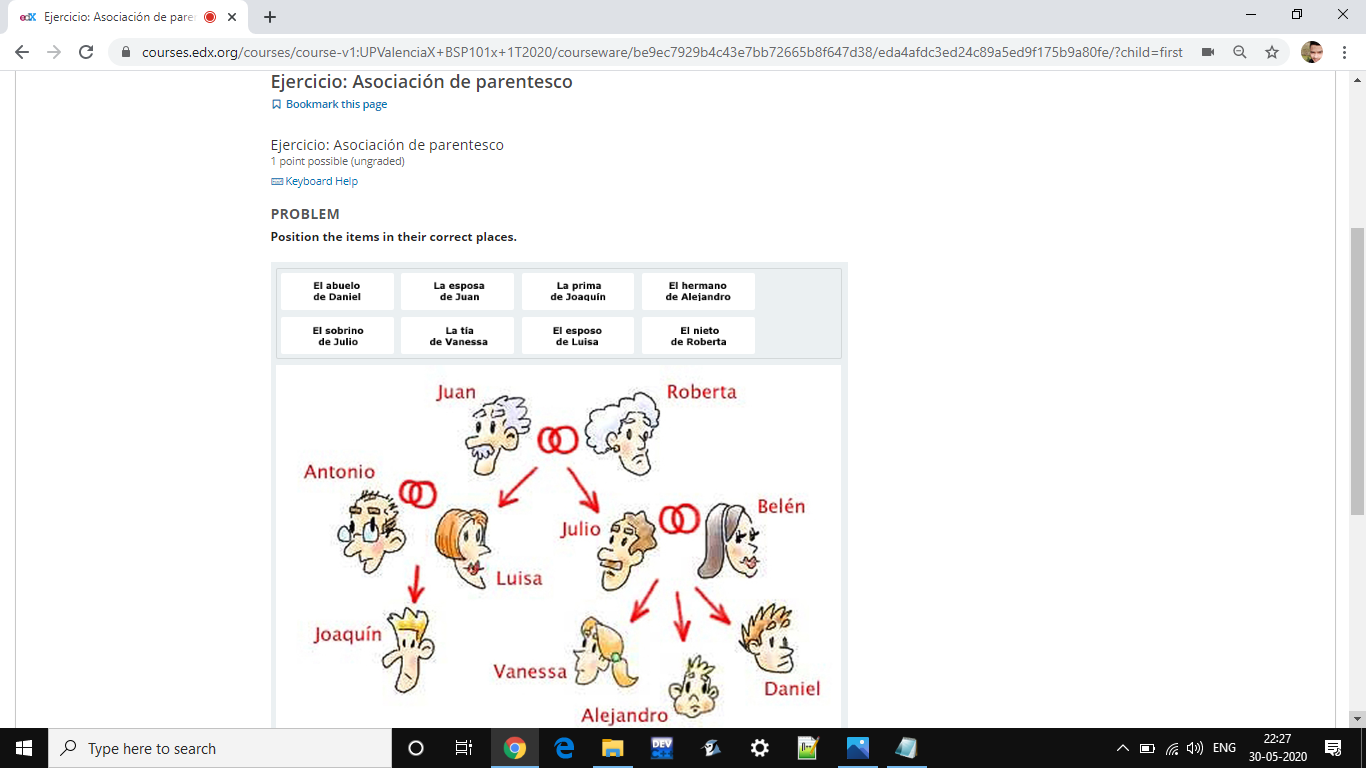 Ejercicio: Asociación de pare
courses.edx.org/courses/course-v1:UPValenciaX+BSP101x+1T2020/courseware/be9ec7929b4c43e7bb72665b8f647d38/eda4afdc3ed24c89a5ed9f175b9a80fe/?child=first
Ejercicio: Asociación de parentesco
Bookmark this page
Ejercicio: Asociación de parentesco
1 point possible (ungraded)
Keyboard Help
PROBLEM
Position the items in their correct places.
El abuelo
de Daniel
La esposa
de Juan
La prima
de Joaquín
El hermano
de Alejandro
El sobrino
de Julio
La tía
de Vanessa
El esposo
de Luisa
El nieto
de Roberta
Juan
Roberta
Antonio
Belén
Julio
Luisa
Joaquín
Vanessa
Daniel
Alejandro
Type here to search
DEV
ENG
22:27
30-05-2020